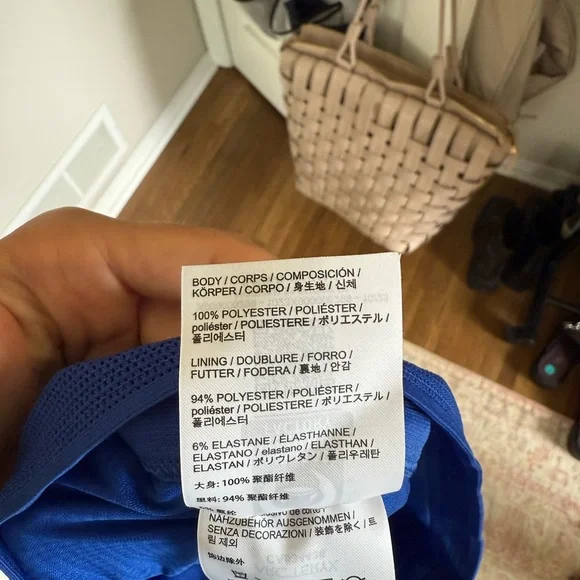 BODY / CORPS / COMPOSICIÓN /
KÖRPER / CORPO / 身生地 / 신체
100% POLYESTER / POLIÉSTER /
poliéster / POLIESTERE / ポリエステル /
폴리에스터
LINING / DOUBLURE / FORRO /
FUTTER / FODERA / 裏地 / 안감
94% POLYESTER / POLIÉSTER /
poliéster / POLIESTERE / ポリエステル /
폴리에스터
6% ELASTANE / ÉLASTHANNE /
ELASTANO / elastano / ELASTHAN /
ELASTAN / ポリウレタン / 폴리우레탄
大身: 100% 聚酯纤维
里料: 94% 聚酯纤维
NAHZUBEHÖR AUSGENOMMEN /
SENZA DECORAZIONI / 装飾を除く / 트
림 제외
饰边除外